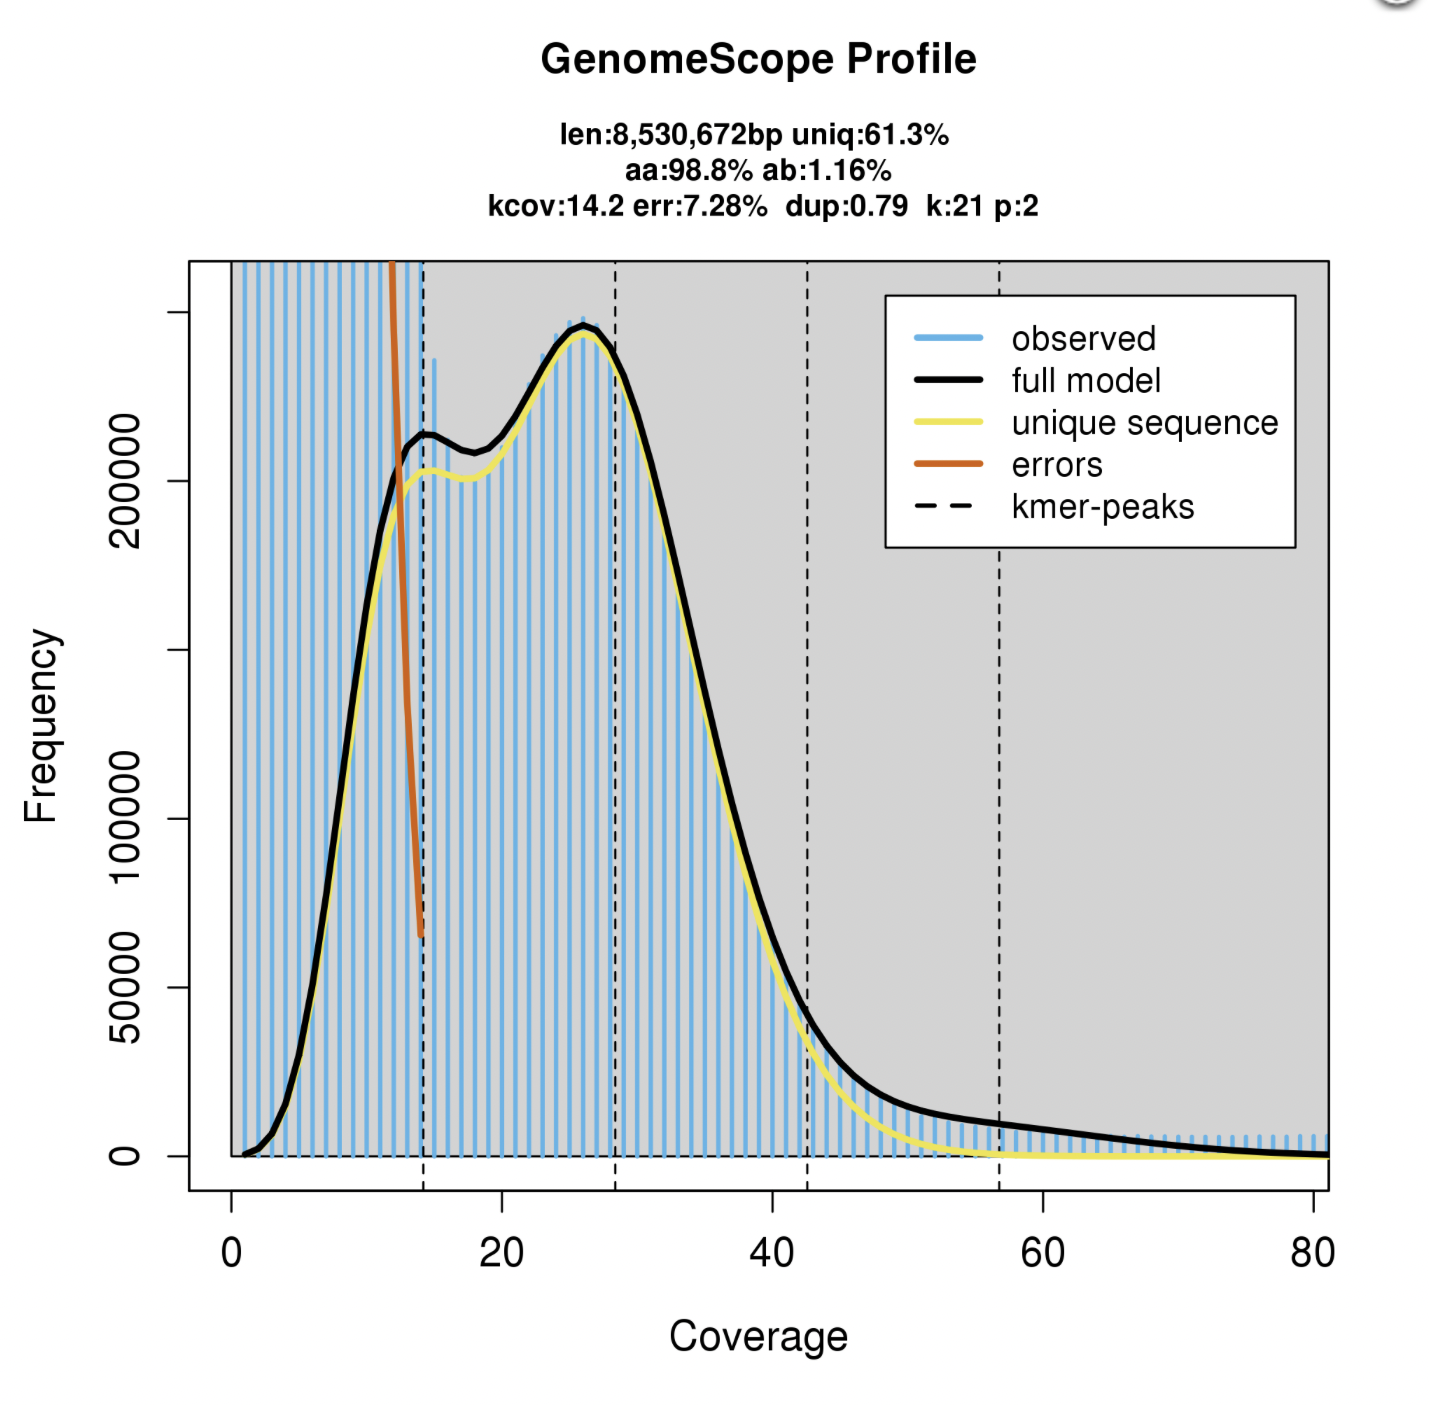 GenomeScope Profile
len:8,530,672bp uniq:61.3%
aa:98.8% ab:1.16%
kcov:14.2 err:7.28% dup:0.79 k:21 p:2
observed
full model
unique sequence
errors
kmer-peaks
Frequency
200000
100000
50000
0
0 20 40 60 80
Coverage